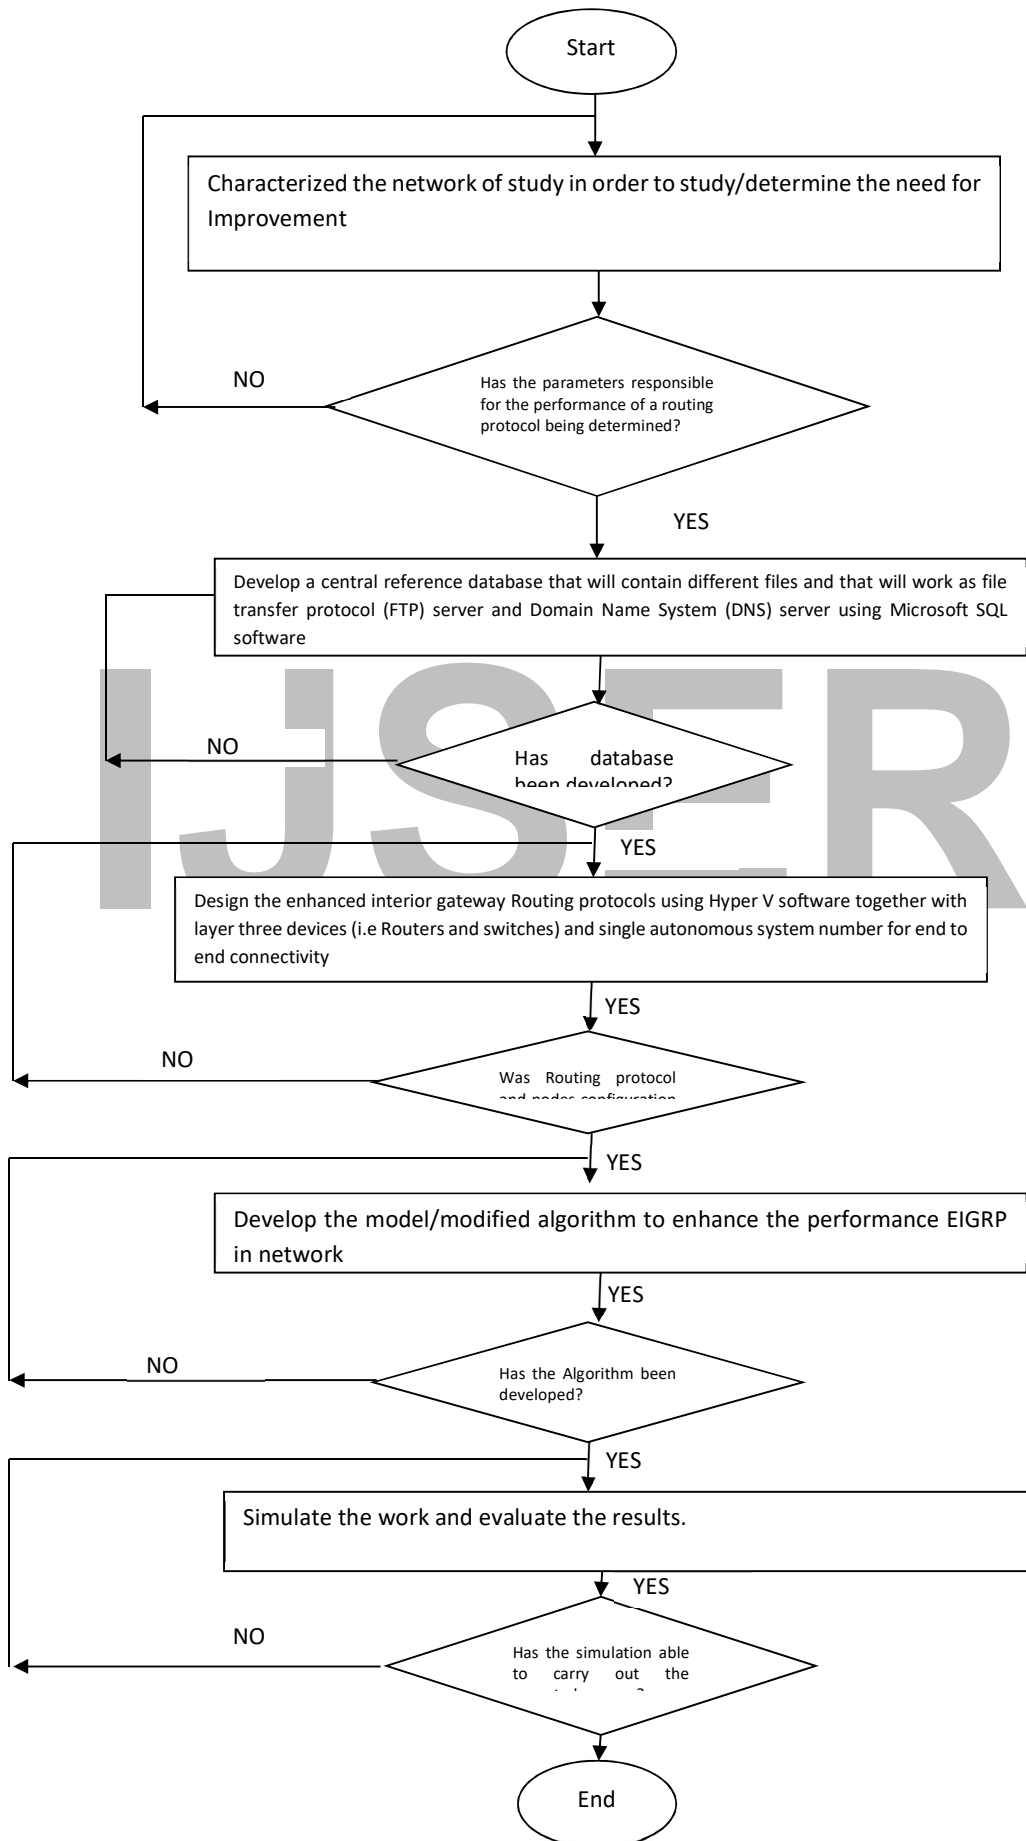 Start
Characterized the network of study in order to study/determine the need for
Improvement
NO
Has the parameters responsible
for the performance of a routing
protocol being determined?
YES
Develop a central reference database that will contain different files and that will work as file
transfer protocol (FTP) server and Domain Name System (DNS) server using Microsoft SQL
software
IJSER
NO
Has database
been developed?
YES
Design the enhanced interior gateway Routing protocols using Hyper V software together with
layer three devices (i.e Routers and switches) and single autonomous system number for end to
end connectivity
YES
NO
Was Routing protocol
and nodes configuration
YES
Develop the model/modified algorithm to enhance the performance EIGRP
in network
YES
NO
Has the Algorithm been
developed?
YES
Simulate the work and evaluate the results.
YES
NO
Has the simulation able
to carry out the
End